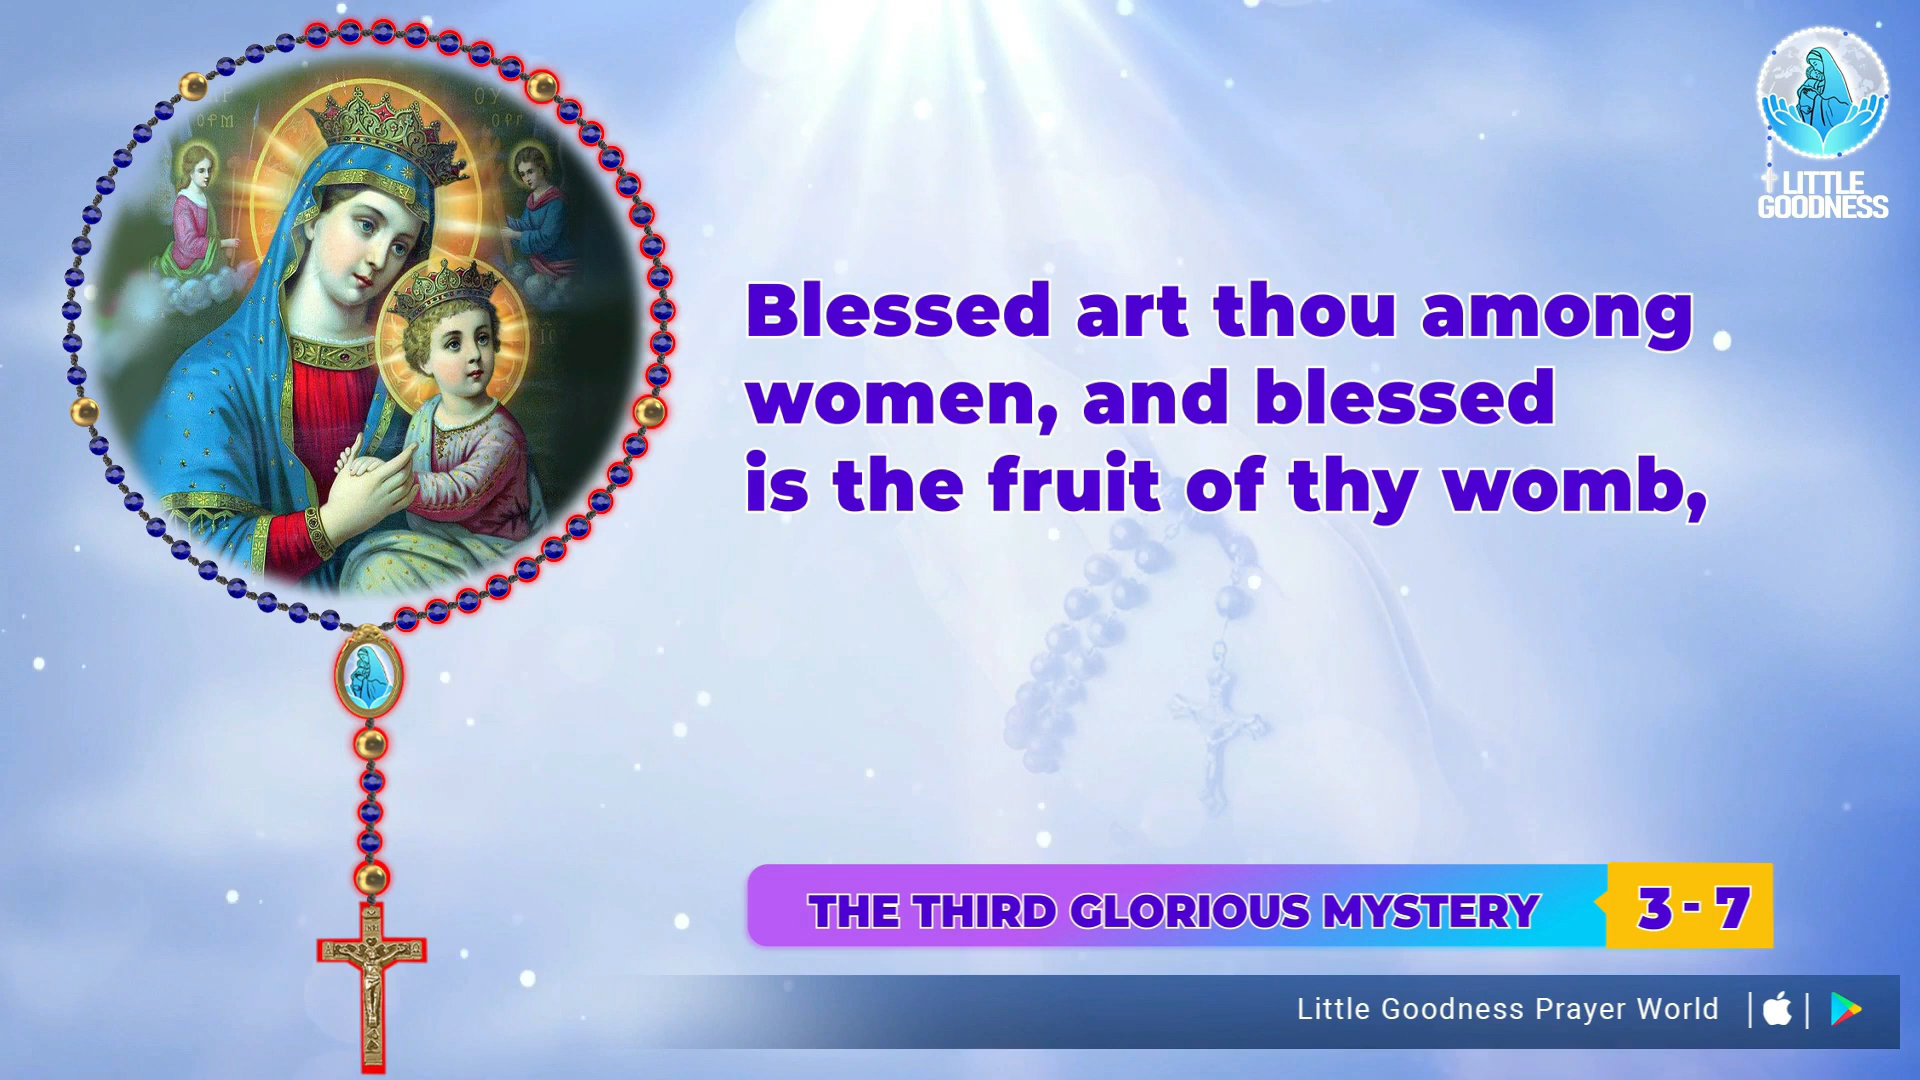 LITTLE
GOODNESS
Blessed art thou among
women, and blessed
is the fruit of thy womb,
THE THIRD GLORIOUS MYSTERY
3 - 7
Little Goodness Prayer World